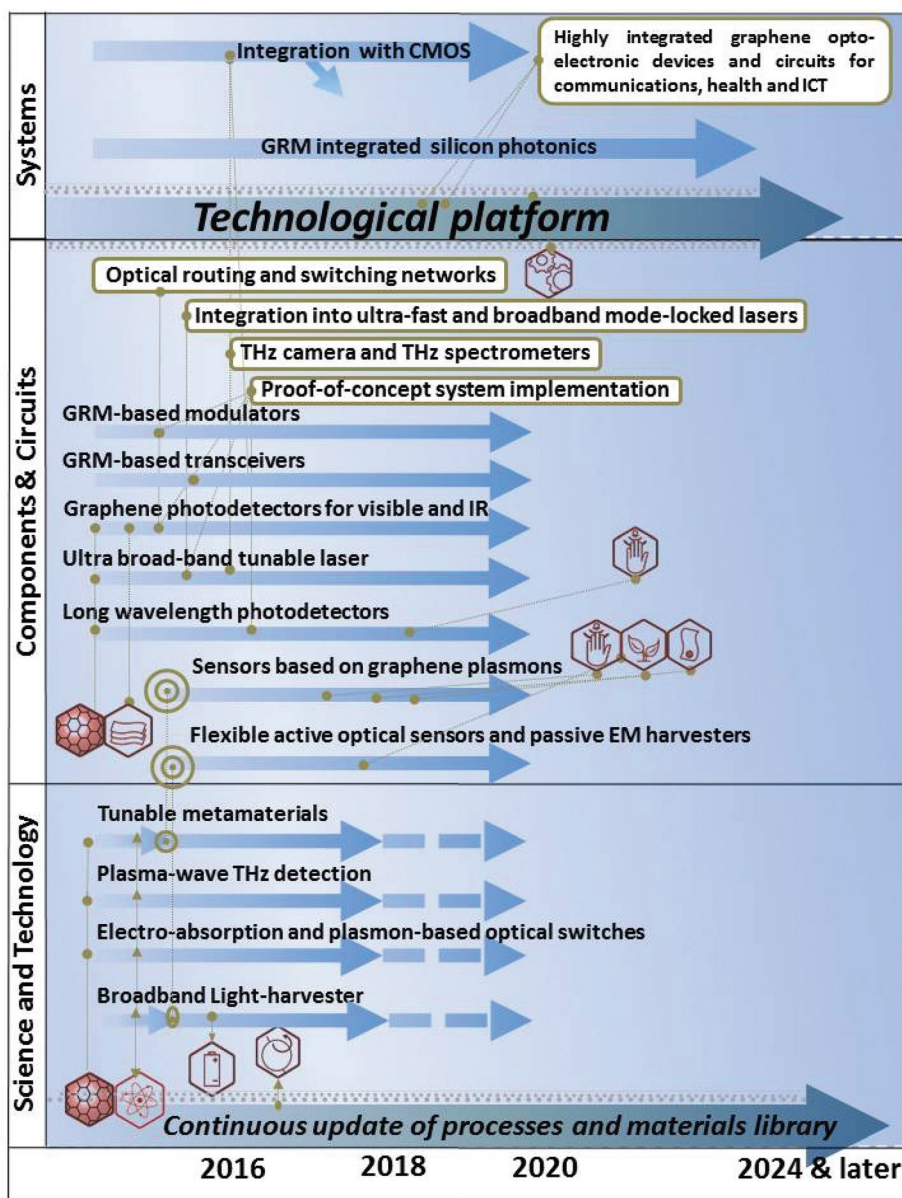 Systems
Integration with CMOS
Highly integrated graphene opto-
electronic devices and circuits for
communications, health and ICT
GRM integrated silicon photonics
Technological platform
Components & Circuits
Optical routing and switching networks
Integration into ultra-fast and broadband mode-locked lasers
THz camera and THz spectrometers
Proof-of-concept system implementation
GRM-based modulators
GRM-based transceivers
Graphene photodetectors for visible and IR
Ultra broad-band tunable laser
Long wavelength photodetectors
Sensors based on graphene plasmons
Flexible active optical sensors and passive EM harvesters
Science and Technology
Tunable metamaterials
Plasma-wave THz detection
Electro-absorption and plasmon-based optical switches
Broadband Light-harvester
Continuous update of processes and materials library
2016 2018 2020 2024 & later